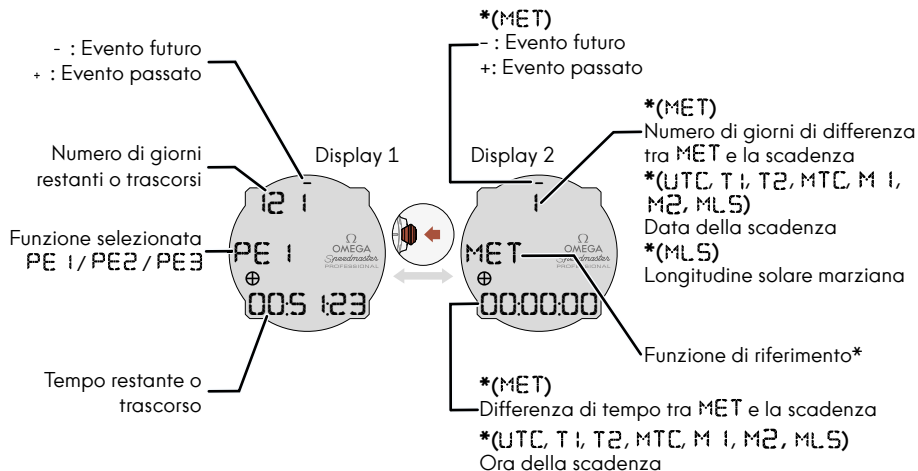 - : Evento futuro
+ : Evento passato
Numero di giorni
restanti o trascorsi
Funzione selezionata
PE 1 / PE2 / PE3
Tempo restante o
trascorso
Display 1
-
121
PE 1
Ω
OMEGA
Speedmaster
PROFESSIONAL
00:51:23
Display 2
-
1
MET
Ω
OMEGA
Speedmaster
PROFESSIONAL
00:00:00
*(MET)
- : Evento futuro
+: Evento passato
*(MET)
Numero di giorni di differenza
tra MET e la scadenza
*(UTC, T1, T2, MTC, M1,
M2, MLS)
Data della scadenza
*(MLS)
Longitudine solare marziana
Funzione di riferimento*
*(MET)
Differenza di tempo tra MET e la scadenza
*(UTC, T1, T2, MTC, M1, M2, MLS)
Ora della scadenza